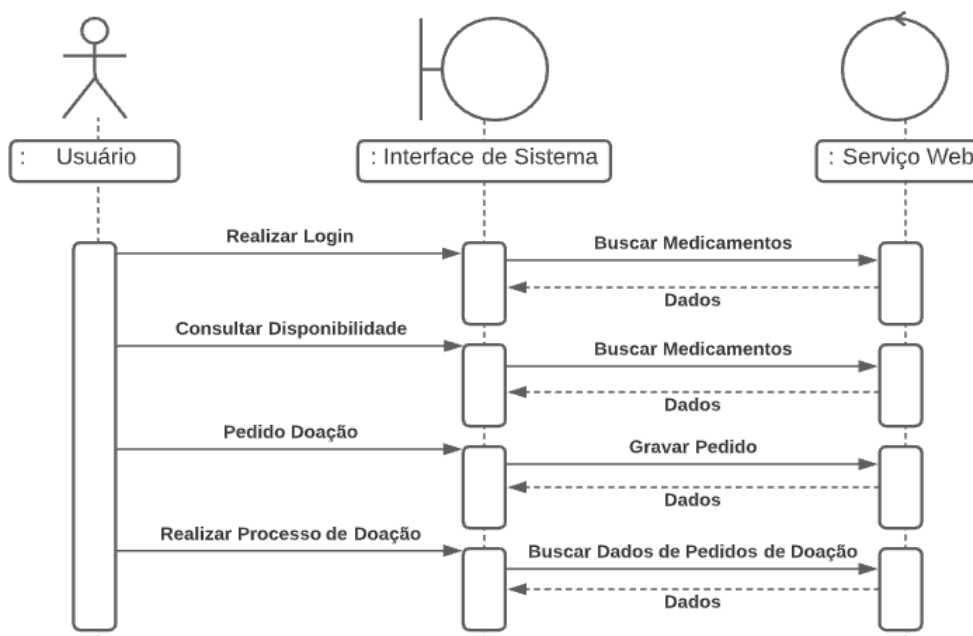 : Usuário
: Interface de Sistema
: Serviço Web
Realizar Login
Buscar Medicamentos
Dados
Consultar Disponibilidade
Buscar Medicamentos
Dados
Pedido Doação
Gravar Pedido
Dados
Realizar Processo de Doação
Buscar Dados de Pedidos de Doação
Dados